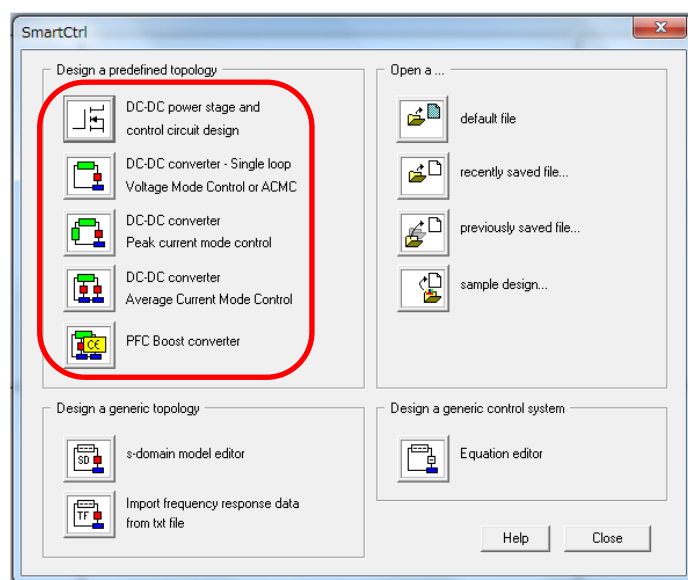 SmartCtrl
Design a predefined topology
DC-DC power stage and
control circuit design
DC-DC converter - Single loop
Voltage Mode Control or ACMC
DC-DC converter
Peak current mode control
DC-DC converter
Average Current Mode Control
PFC Boost converter
Open a ...
default file
recently saved file...
previously saved file...
sample design...
Design a generic topology
SD
s-domain model editor
TF
Import frequency response data
from txt file
Design a generic control system
Equation editor
Help
Close